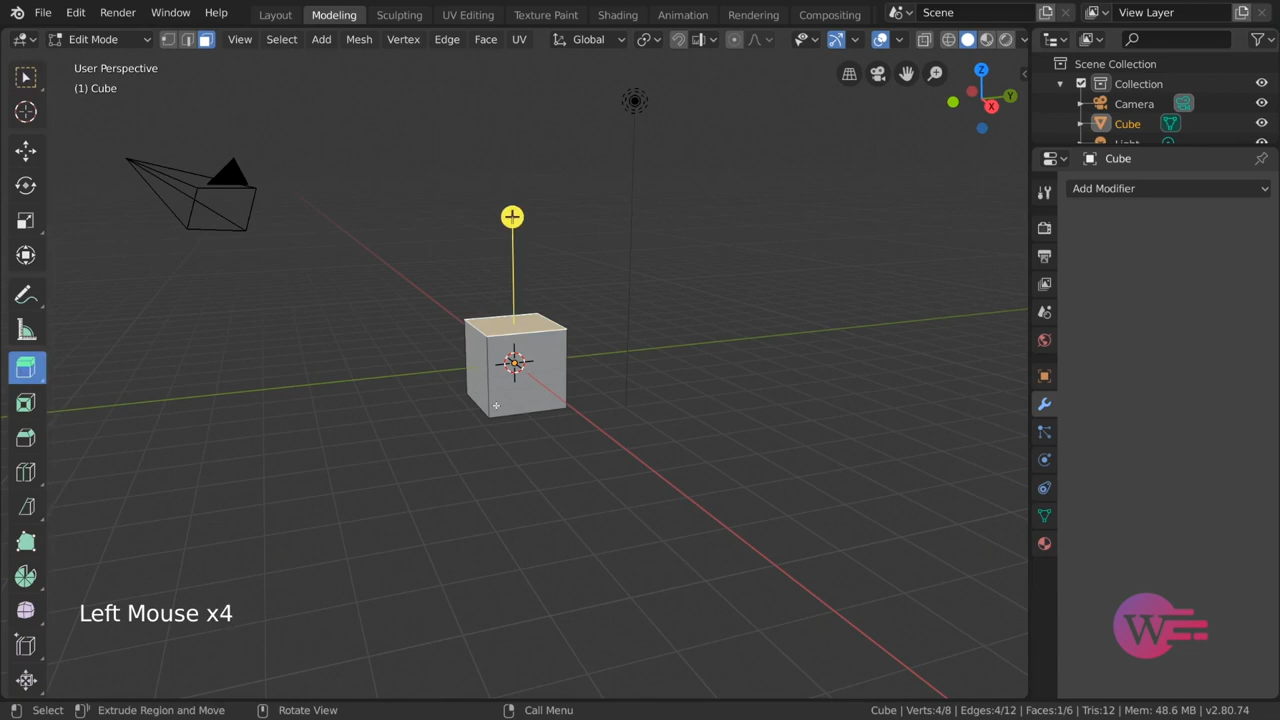 File Edit Render Window Help Layout Modeling Sculpting UV Editing Texture Paint Shading Animation Rendering Compositing Scene View Layer
Edit Mode View Select Add Mesh Vertex Edge Face UV Global
User Perspective
(1) Cube
Z
Y
X
Scene Collection
Collection
Camera
Cube
Light
Cube
Add Modifier
Left Mouse x4
W
Select Extrude Region and Move Rotate View Call Menu Cube | Verts:4/8 | Edges:4/12 | Faces:1/6 | Tris:12 | Mem: 48.6 MB | v2.80.74